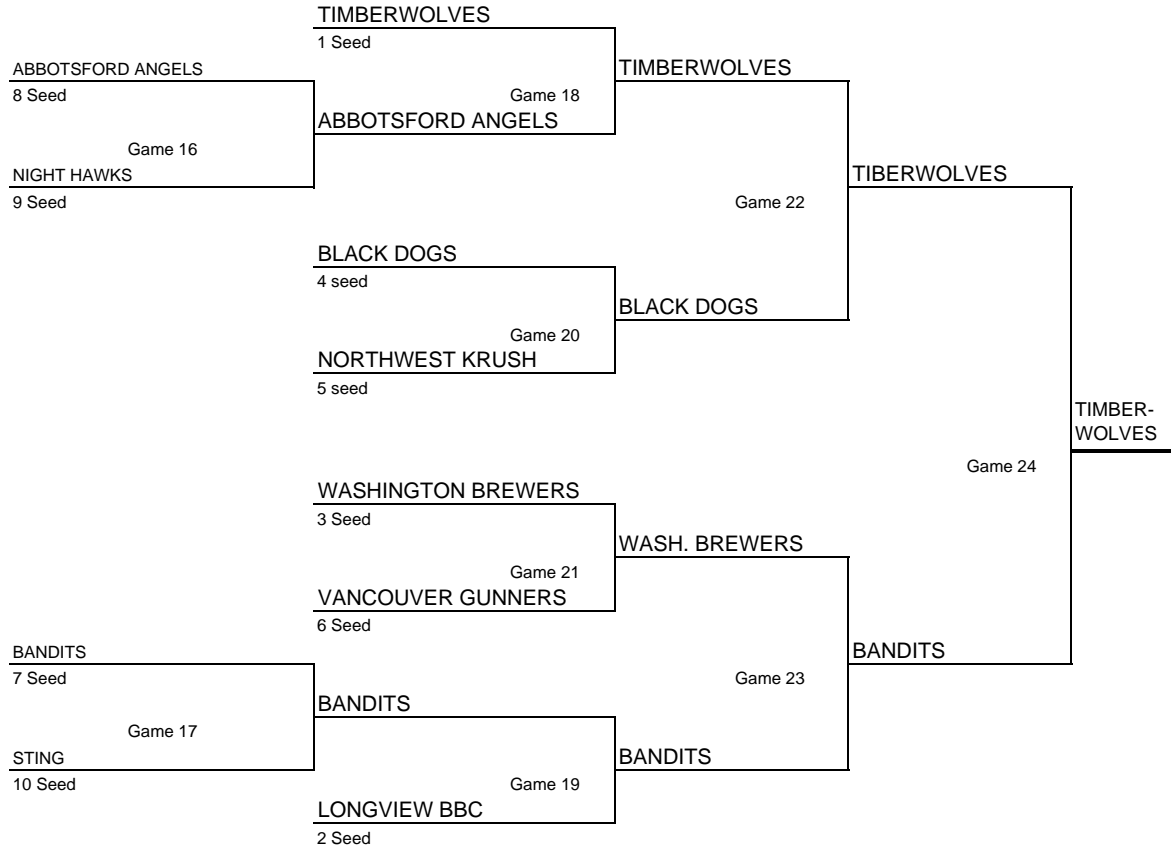 TIMBERWOLVES
1 Seed
ABBOTSFORD ANGELS
TIMBERWOLVES
8 Seed
Game 18
ABBOTSFORD ANGELS
Game 16
NIGHT HAWKS
TIBERWOLVES
9 Seed
Game 22
BLACK DOGS
4 seed
BLACK DOGS
Game 20
NORTHWEST KRUSH
5 seed
TIMBER-
WOLVES
Game 24
WASHINGTON BREWERS
3 Seed
WASH. BREWERS
Game 21
VANCOUVER GUNNERS
6 Seed
BANDITS
BANDITS
7 Seed
Game 23
BANDITS
Game 17
STING
BANDITS
10 Seed
Game 19
LONGVIEW BBC
2 Seed